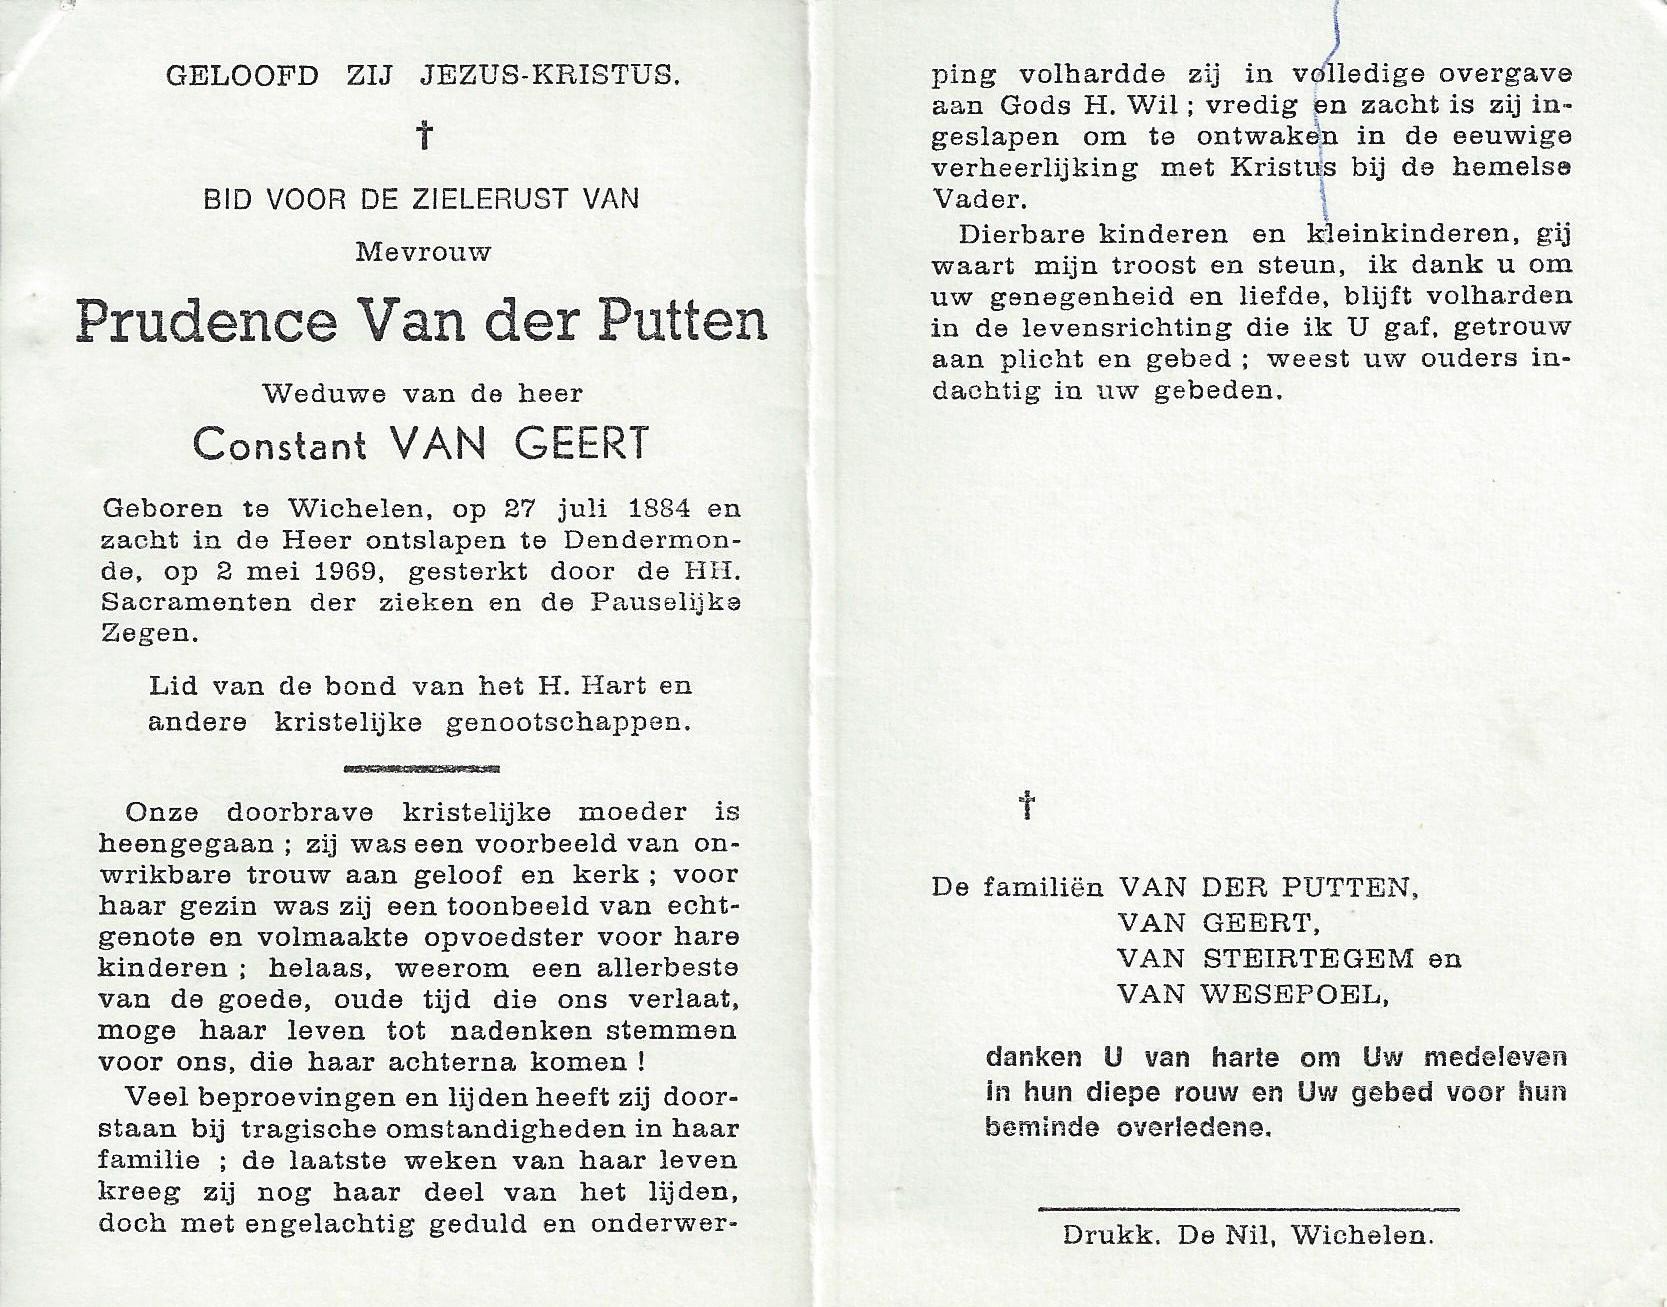 GELOOFD ZIJ JEZUS-KRISTUS.
†
BID VOOR DE ZIELERUST VAN
Mevrouw
Prudence Van der Putten
Weduwe van de heer
Constant VAN GEERT
Geboren te Wichelen, op 27 juli 1884 en
zacht in de Heer ontslapen te Dendermon-
de, op 2 mei 1969, gesterkt door de HH.
Sacramenten der zieken en de Pauselijke
Zegen.
Lid van de bond van het H. Hart en
andere kristelijke genootschappen.
Onze doorbrave kristelijke moeder is
heengegaan ; zij was een voorbeeld van on-
wrikbare trouw aan geloof en kerk ; voor
haar gezin was zij een toonbeeld van echt-
genote en volmaakte opvoedster voor hare
kinderen ; helaas, weerom een allerbeste
van de goede, oude tijd die ons verlaat,
moge haar leven tot nadenken stemmen
voor ons, die haar achterna komen !
Veel beproevingen en lijden heeft zij door-
staan bij tragische omstandigheden in haar
familie ; de laatste weken van haar leven
kreeg zij nog haar deel van het lijden,
doch met engelachtig geduld en onderwer-
ping volhardde zij in volledige overgave
aan Gods H. Wil ; vredig en zacht is zij in-
geslapen om te ontwaken in de eeuwige
verheerlijking met Kristus bij de hemelse
Vader.
Dierbare kinderen en kleinkinderen, gij
waart mijn troost en steun, ik dank u om
uw genegenheid en liefde, blijft volharden
in de levensrichting die ik U gaf, getrouw
aan plicht en gebed ; weest uw ouders in-
dachtig in uw gebeden.
†
De familiën VAN DER PUTTEN,
VAN GEERT,
VAN STEIRTEGEM en
VAN WESEPOEL,
danken U van harte om Uw medeleven
in hun diepe rouw en Uw gebed voor hun
beminde overledene.
Drukk. De Nil, Wichelen.